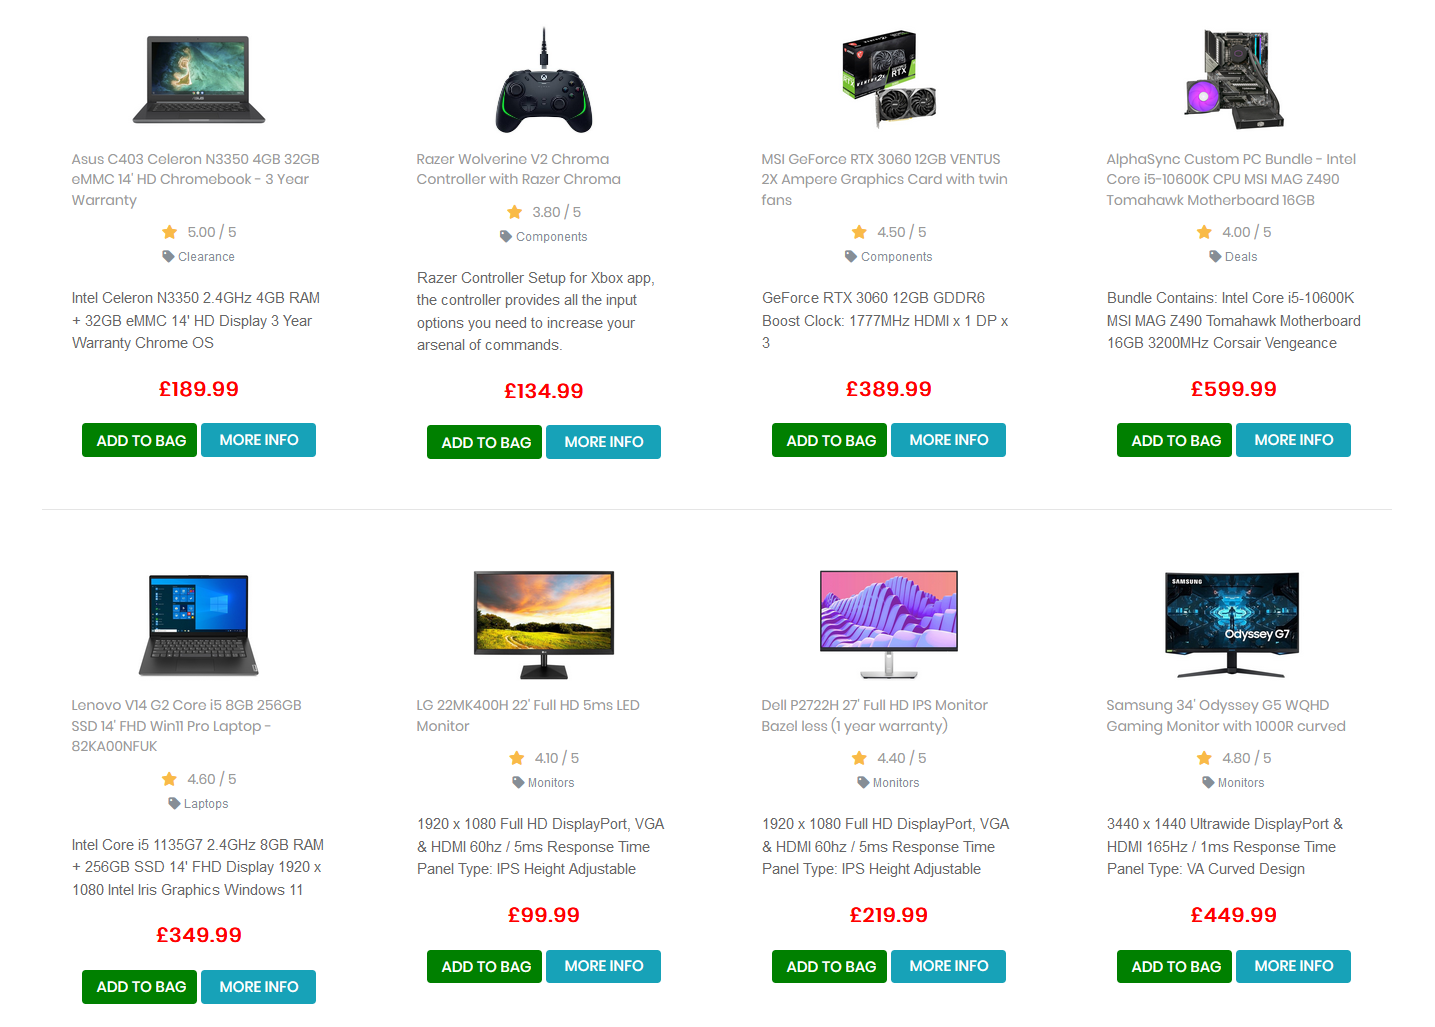 Asus C403 Celeron N3350 4GB 32GB
eMMC 14' HD Chromebook - 3 Year
Warranty
5.00 / 5
Clearance
Intel Celeron N3350 2.4GHz 4GB RAM
+ 32GB eMMC 14' HD Display 3 Year
Warranty Chrome OS
£189.99
ADD TO BAG
MORE INFO
Razer Wolverine V2 Chroma
Controller with Razer Chroma
3.80 / 5
Components
Razer Controller Setup for Xbox app,
the controller provides all the input
options you need to increase your
arsenal of commands.
£134.99
ADD TO BAG
MORE INFO
RTX
MSI GeForce RTX 3060 12GB VENTUS
2X Ampere Graphics Card with twin
fans
4.50 / 5
Components
GeForce RTX 3060 12GB GDDR6
Boost Clock: 1777MHz HDMI x 1 DP x
3
£389.99
ADD TO BAG
MORE INFO
AlphaSync Custom PC Bundle - Intel
Core i5-10600K CPU MSI MAG Z490
Tomahawk Motherboard 16GB
4.00 / 5
Deals
Bundle Contains: Intel Core i5-10600K
MSI MAG Z490 Tomahawk Motherboard
16GB 3200MHz Corsair Vengeance
£599.99
ADD TO BAG
MORE INFO
Lenovo V14 G2 Core i5 8GB 256GB
SSD 14' FHD Win11 Pro Laptop -
82KA00NFUK
4.60 / 5
Laptops
Intel Core i5 1135G7 2.4GHz 8GB RAM
+ 256GB SSD 14' FHD Display 1920 x
1080 Intel Iris Graphics Windows 11
£349.99
ADD TO BAG
MORE INFO
LG 22MK400H 22' Full HD 5ms LED
Monitor
4.10 / 5
Monitors
1920 x 1080 Full HD DisplayPort, VGA
& HDMI 60hz / 5ms Response Time
Panel Type: IPS Height Adjustable
£99.99
ADD TO BAG
MORE INFO
Dell P2722H 27' Full HD IPS Monitor
Bazel less (1 year warranty)
4.40 / 5
Monitors
1920 x 1080 Full HD DisplayPort, VGA
& HDMI 60hz / 5ms Response Time
Panel Type: IPS Height Adjustable
£219.99
ADD TO BAG
MORE INFO
SAMSUNG
Odyssey G7
Samsung 34' Odyssey G5 WQHD
Gaming Monitor with 1000R curved
4.80 / 5
Monitors
3440 x 1440 Ultrawide DisplayPort &
HDMI 165Hz / 1ms Response Time
Panel Type: VA Curved Design
£449.99
ADD TO BAG
MORE INFO